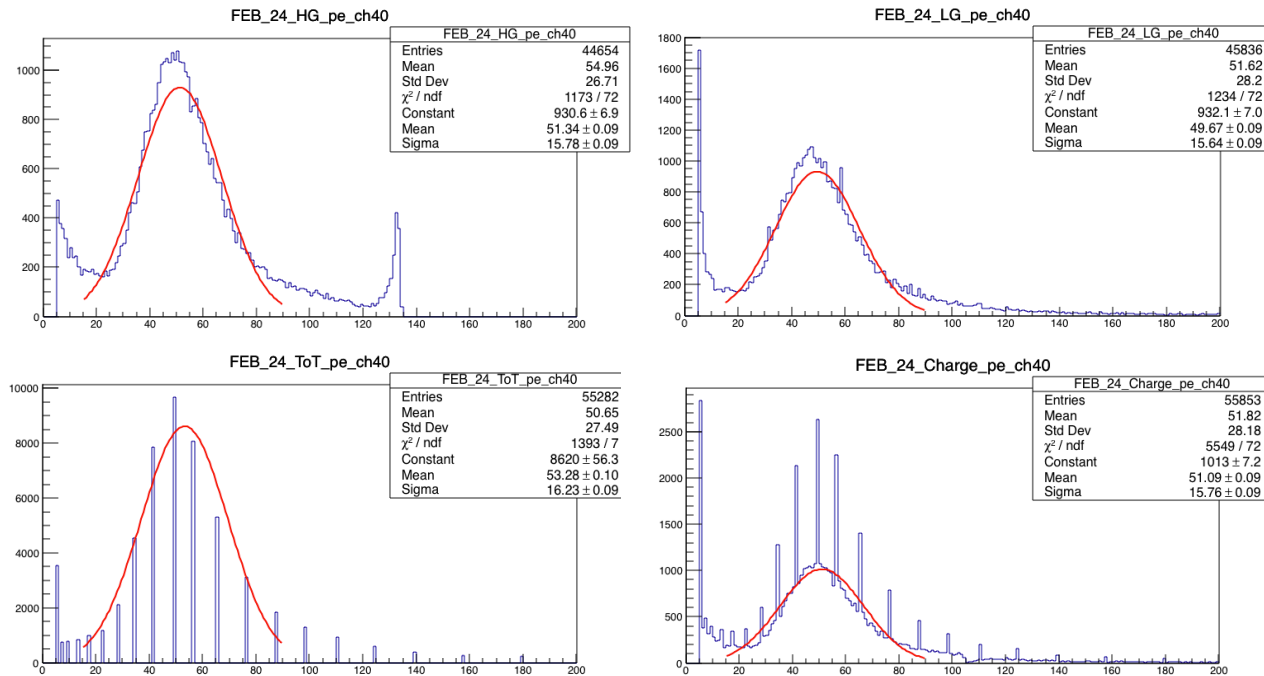 FEB_24_HG_pe_ch40
FEB_24_HG_pe_ch40
Entries 44654
Mean 54.96
Std Dev 26.71
χ² / ndf 1173 / 72
Constant 930.6 ± 6.9
Mean 51.34 ± 0.09
Sigma 15.78 ± 0.09
1000
800
600
400
200
0
0 20 40 60 80 100 120 140 160 180 200
FEB_24_LG_pe_ch40
FEB_24_LG_pe_ch40
Entries 45836
Mean 51.62
Std Dev 28.2
χ² / ndf 1234 / 72
Constant 932.1 ± 7.0
Mean 49.67 ± 0.09
Sigma 15.64 ± 0.09
1800
1600
1400
1200
1000
800
600
400
200
0
0 20 40 60 80 100 120 140 160 180 200
FEB_24_ToT_pe_ch40
FEB_24_ToT_pe_ch40
Entries 55282
Mean 50.65
Std Dev 27.49
χ² / ndf 1393 / 7
Constant 8620 ± 56.3
Mean 53.28 ± 0.10
Sigma 16.23 ± 0.09
10000
8000
6000
4000
2000
0
0 20 40 60 80 100 120 140 160 180 200
FEB_24_Charge_pe_ch40
FEB_24_Charge_pe_ch40
Entries 55853
Mean 51.82
Std Dev 28.18
χ² / ndf 5549 / 72
Constant 1013 ± 7.2
Mean 51.09 ± 0.09
Sigma 15.76 ± 0.09
2500
2000
1500
1000
500
0
0 20 40 60 80 100 120 140 160 180 200